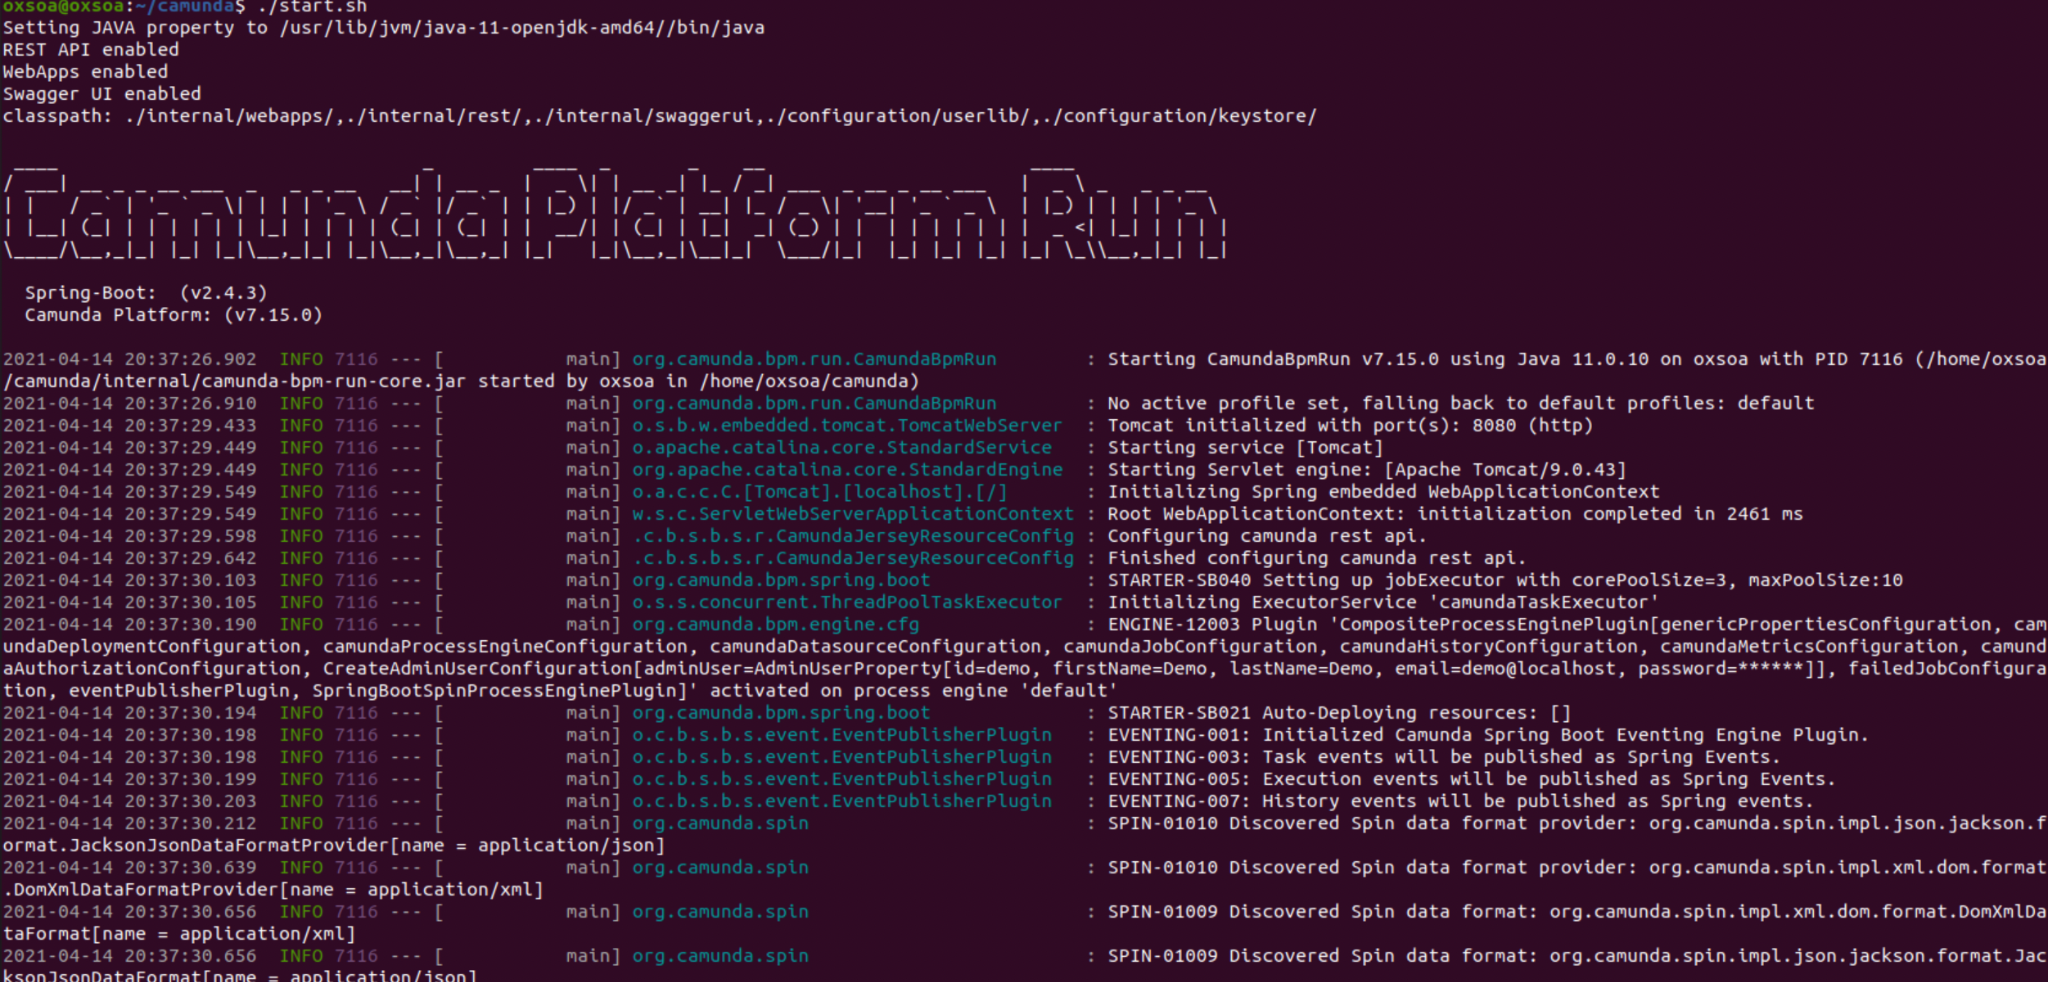 oxsoa@oxsoa:~/camunda$ ./start.sh
Setting JAVA property to /usr/lib/jvm/java-11-openjdk-amd64//bin/java
REST API enabled
WebApps enabled
Swagger UI enabled
classpath: ./internal/webapps/,./internal/rest/,./internal/swaggerui,./configuration/userlib/,./configuration/keystore/
Camunda Platform Run
Spring-Boot:  (v2.4.3)
Camunda Platform: (v7.15.0)
2021-04-14 20:37:26.902  INFO 7116 --- [           main] org.camunda.bpm.run.CamundaBpmRun        : Starting CamundaBpmRun v7.15.0 using Java 11.0.10 on oxsoa with PID 7116 (/home/oxsoa
/camunda/internal/camunda-bpm-run-core.jar started by oxsoa in /home/oxsoa/camunda)
2021-04-14 20:37:26.910  INFO 7116 --- [           main] org.camunda.bpm.run.CamundaBpmRun        : No active profile set, falling back to default profiles: default
2021-04-14 20:37:29.433  INFO 7116 --- [           main] o.s.b.w.embedded.tomcat.TomcatWebServer  : Tomcat initialized with port(s): 8080 (http)
2021-04-14 20:37:29.449  INFO 7116 --- [           main] o.apache.catalina.core.StandardService   : Starting service [Tomcat]
2021-04-14 20:37:29.449  INFO 7116 --- [           main] org.apache.catalina.core.StandardEngine  : Starting Servlet engine: [Apache Tomcat/9.0.43]
2021-04-14 20:37:29.549  INFO 7116 --- [           main] o.a.c.c.C.[Tomcat].[localhost].[/]       : Initializing Spring embedded WebApplicationContext
2021-04-14 20:37:29.549  INFO 7116 --- [           main] w.s.c.ServletWebServerApplicationContext : Root WebApplicationContext: initialization completed in 2461 ms
2021-04-14 20:37:29.598  INFO 7116 --- [           main] .c.b.s.b.s.r.CamundaJerseyResourceConfig : Configuring camunda rest api.
2021-04-14 20:37:29.642  INFO 7116 --- [           main] .c.b.s.b.s.r.CamundaJerseyResourceConfig : Finished configuring camunda rest api.
2021-04-14 20:37:30.103  INFO 7116 --- [           main] org.camunda.bpm.spring.boot              : STARTER-SB040 Setting up jobExecutor with corePoolSize=3, maxPoolSize:10
2021-04-14 20:37:30.105  INFO 7116 --- [           main] o.s.s.concurrent.ThreadPoolTaskExecutor  : Initializing ExecutorService 'camundaTaskExecutor'
2021-04-14 20:37:30.190  INFO 7116 --- [           main] org.camunda.bpm.engine.cfg               : ENGINE-12003 Plugin 'CompositeProcessEnginePlugin[genericPropertiesConfiguration, cam
undaDeploymentConfiguration, camundaProcessEngineConfiguration, camundaDatasourceConfiguration, camundaJobConfiguration, camundaHistoryConfiguration, camundaMetricsConfiguration, camund
aAuthorizationConfiguration, CreateAdminUserConfiguration[adminUser=AdminUserProperty[id=demo, firstName=Demo, lastName=Demo, email=demo@localhost, password=******]], failedJobConfigura
tion, eventPublisherPlugin, SpringBootSpinProcessEnginePlugin]' activated on process engine 'default'
2021-04-14 20:37:30.194  INFO 7116 --- [           main] org.camunda.bpm.spring.boot              : STARTER-SB021 Auto-Deploying resources: []
2021-04-14 20:37:30.198  INFO 7116 --- [           main] o.c.b.s.b.s.event.EventPublisherPlugin   : EVENTING-001: Initialized Camunda Spring Boot Eventing Engine Plugin.
2021-04-14 20:37:30.198  INFO 7116 --- [           main] o.c.b.s.b.s.event.EventPublisherPlugin   : EVENTING-003: Task events will be published as Spring Events.
2021-04-14 20:37:30.199  INFO 7116 --- [           main] o.c.b.s.b.s.event.EventPublisherPlugin   : EVENTING-005: Execution events will be published as Spring Events.
2021-04-14 20:37:30.203  INFO 7116 --- [           main] o.c.b.s.b.s.event.EventPublisherPlugin   : EVENTING-007: History events will be published as Spring events.
2021-04-14 20:37:30.212  INFO 7116 --- [           main] org.camunda.spin                         : SPIN-01010 Discovered Spin data format provider: org.camunda.spin.impl.json.jackson.f
ormat.JacksonJsonDataFormatProvider[name = application/json]
2021-04-14 20:37:30.639  INFO 7116 --- [           main] org.camunda.spin                         : SPIN-01010 Discovered Spin data format provider: org.camunda.spin.impl.xml.dom.format
.DomXmlDataFormatProvider[name = application/xml]
2021-04-14 20:37:30.656  INFO 7116 --- [           main] org.camunda.spin                         : SPIN-01009 Discovered Spin data format: org.camunda.spin.impl.xml.dom.format.DomXmlDa
taFormat[name = application/xml]
2021-04-14 20:37:30.656  INFO 7116 --- [           main] org.camunda.spin                         : SPIN-01009 Discovered Spin data format: org.camunda.spin.impl.json.jackson.format.Jac
ksonJsonDataFormat[name = application/json]